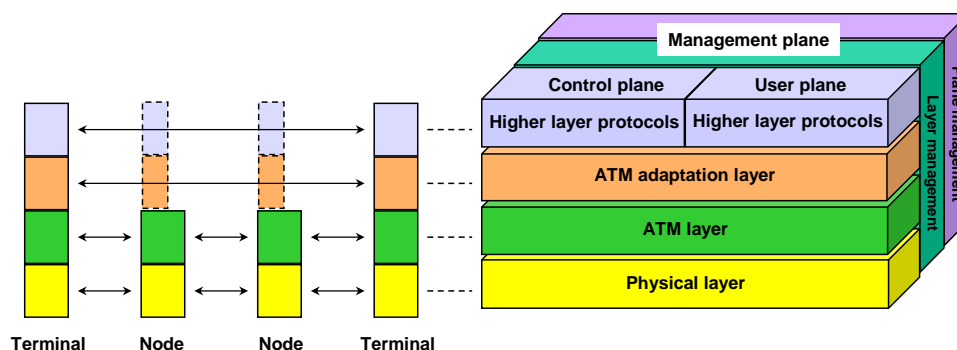 Management plane
Control plane
User plane
Higher layer protocols
Higher layer protocols
ATM adaptation layer
ATM layer
Physical layer
Layer management
Plane management
Terminal
Node
Node
Terminal